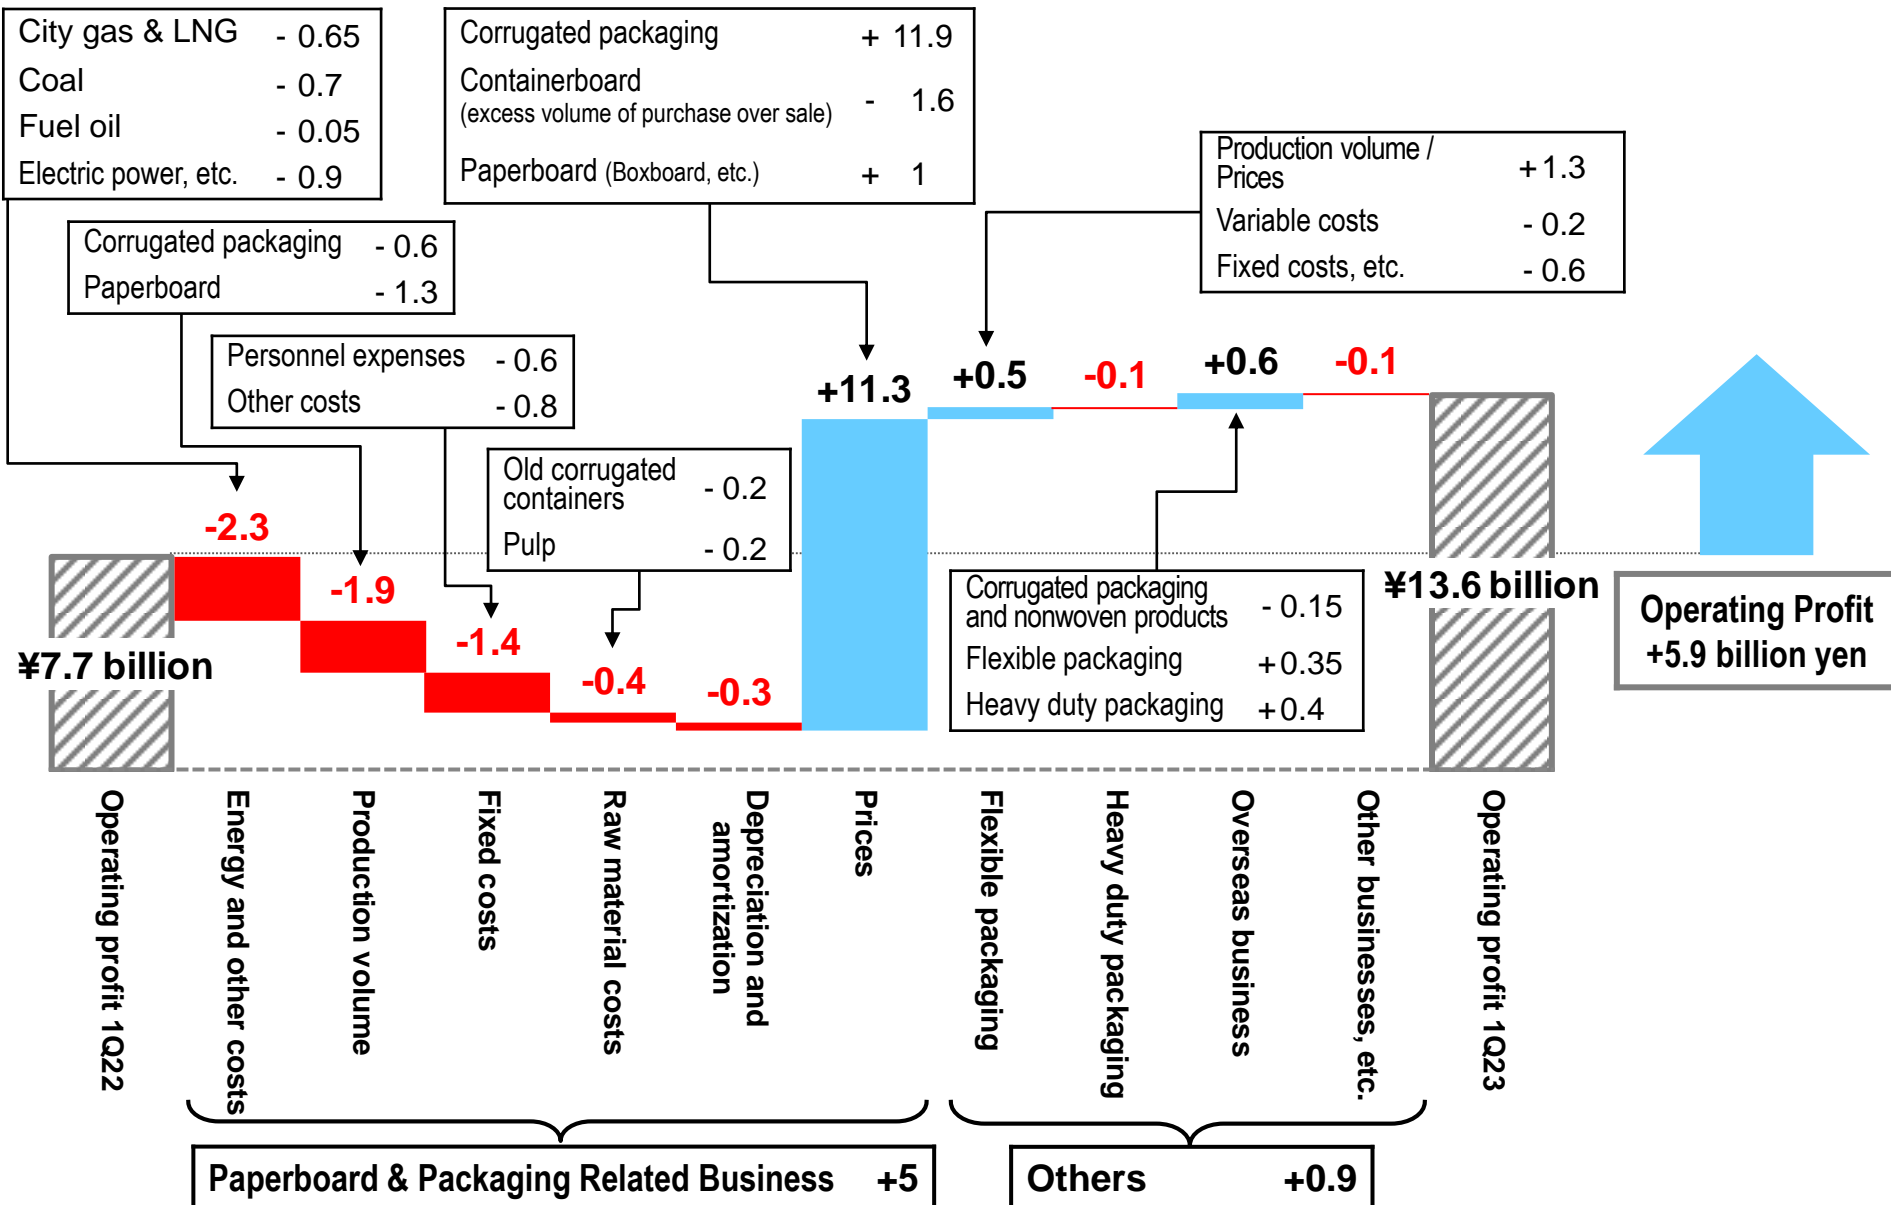 City gas & LNG - 0.65
Coal - 0.7
Fuel oil - 0.05
Electric power, etc. - 0.9
Corrugated packaging + 11.9
Containerboard
(excess volume of purchase over sale) - 1.6
Paperboard (Boxboard, etc.) + 1
Production volume /
Prices +1.3
Variable costs - 0.2
Fixed costs, etc. - 0.6
Corrugated packaging - 0.6
Paperboard - 1.3
Personnel expenses - 0.6
Other costs - 0.8
Old corrugated
containers - 0.2
Pulp - 0.2
Corrugated packaging
and nonwoven products - 0.15
Flexible packaging +0.35
Heavy duty packaging +0.4
-2.3
-1.9
-1.4
-0.4
-0.3
+11.3
+0.5
-0.1
+0.6
-0.1
¥7.7 billion
¥13.6 billion
Operating Profit
+5.9 billion yen
Operating profit 1Q22
Energy and other costs
Production volume
Fixed costs
Raw material costs
Depreciation and
amortization
Prices
Flexible packaging
Heavy duty packaging
Overseas business
Other businesses, etc.
Operating profit 1Q23
Paperboard & Packaging Related Business +5
Others +0.9